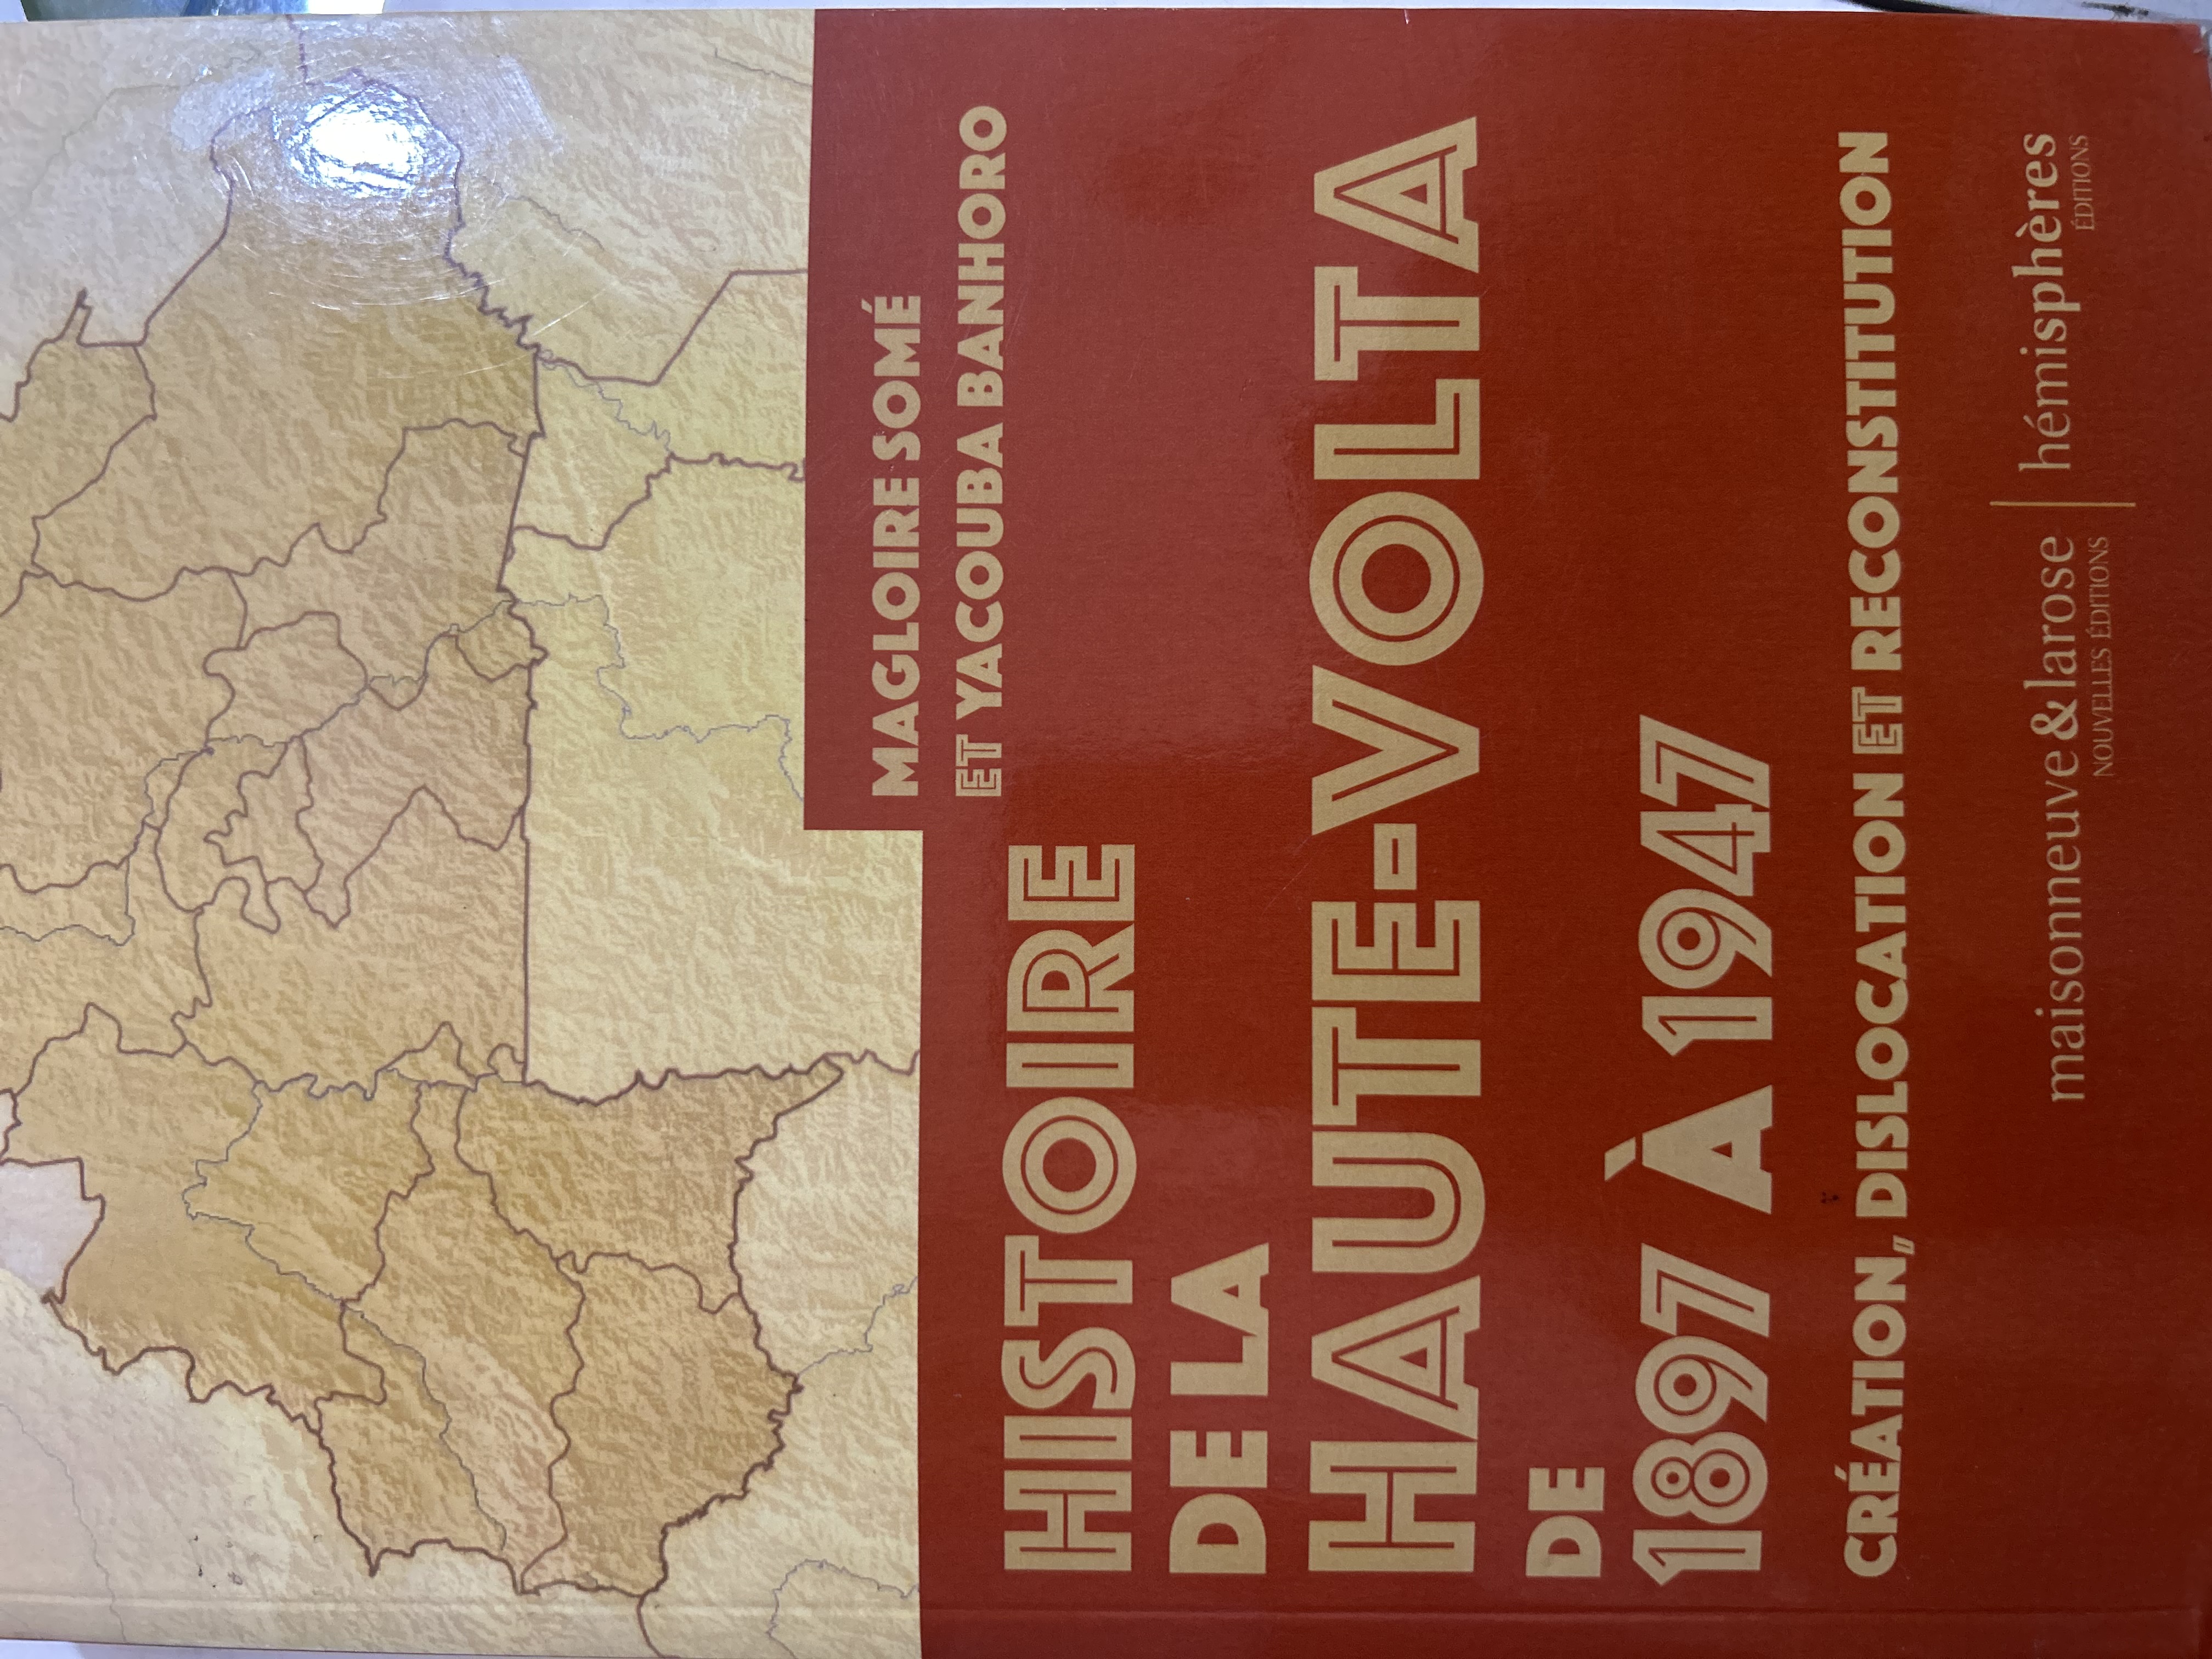 MAGLOIRE SOMÉ
ET YACOUBA BANHORO
HISTOIRE
DE LA
HAUTE-VOLTA
DE
1897 À 1947
CRÉATION, DISLOCATION ET RECONSTITUTION
maisonneuve & larose | hémisphères
NOUVELLES ÉDITIONS ÉDITIONS